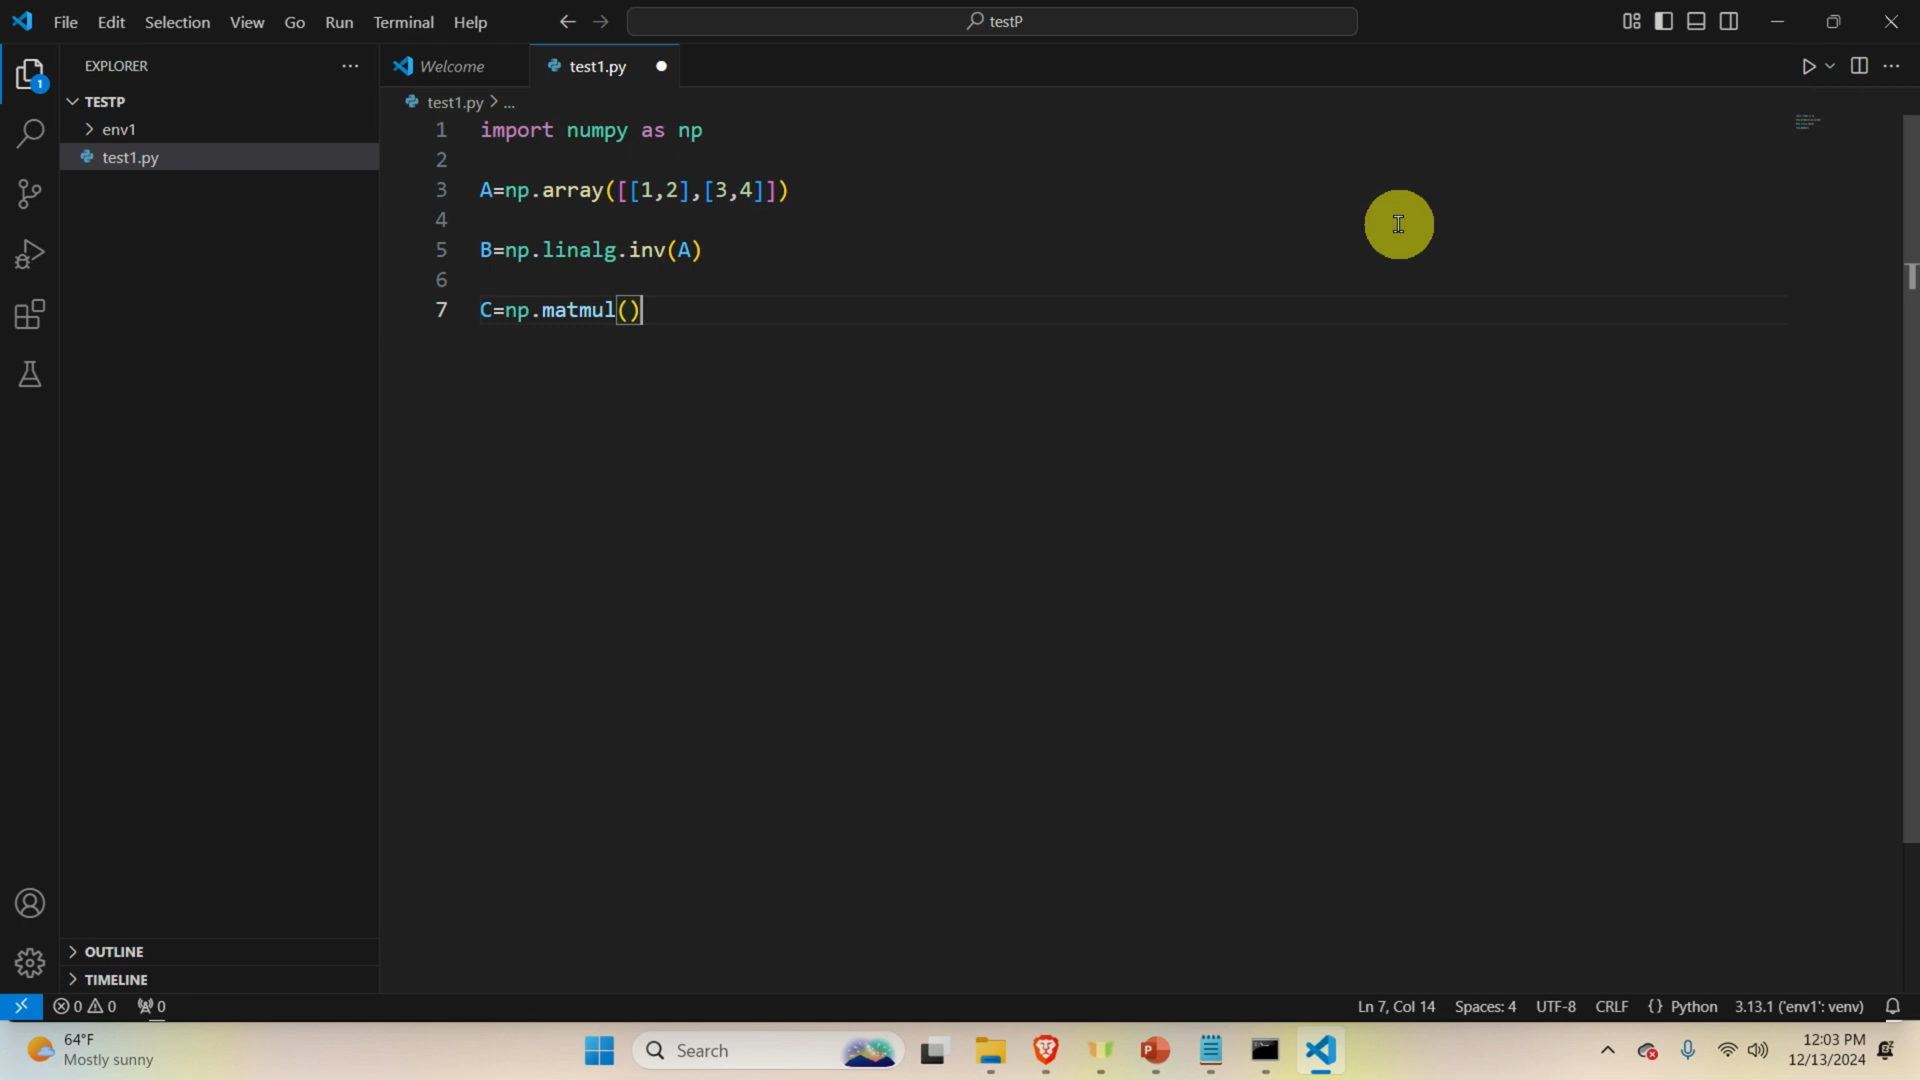 File Edit Selection View Go Run Terminal Help
testP
EXPLORER
Welcome
test1.py
1
TESTP
test1.py > ...
env1
test1.py
1 import numpy as np
2
3 A=np.array([[1,2],[3,4]])
4
5 B=np.linalg.inv(A)
6
7 C=np.matmul()
OUTLINE
TIMELINE
0 0 0
Ln 7, Col 14 Spaces: 4 UTF-8 CRLF {} Python 3.13.1 ('env1': venv)
64°F
Mostly sunny
Search
12:03 PM
12/13/2024